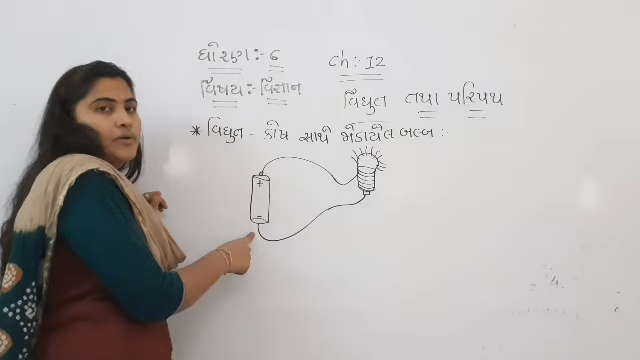 ધોરણ:- 6
Ch: 12
વિષય:- વિજ્ઞાન
વિદ્યુત તથા પરિપથ
* વિદ્યુત - કોષ સાથે જોડાયેલ બલ્બ :-
+
-